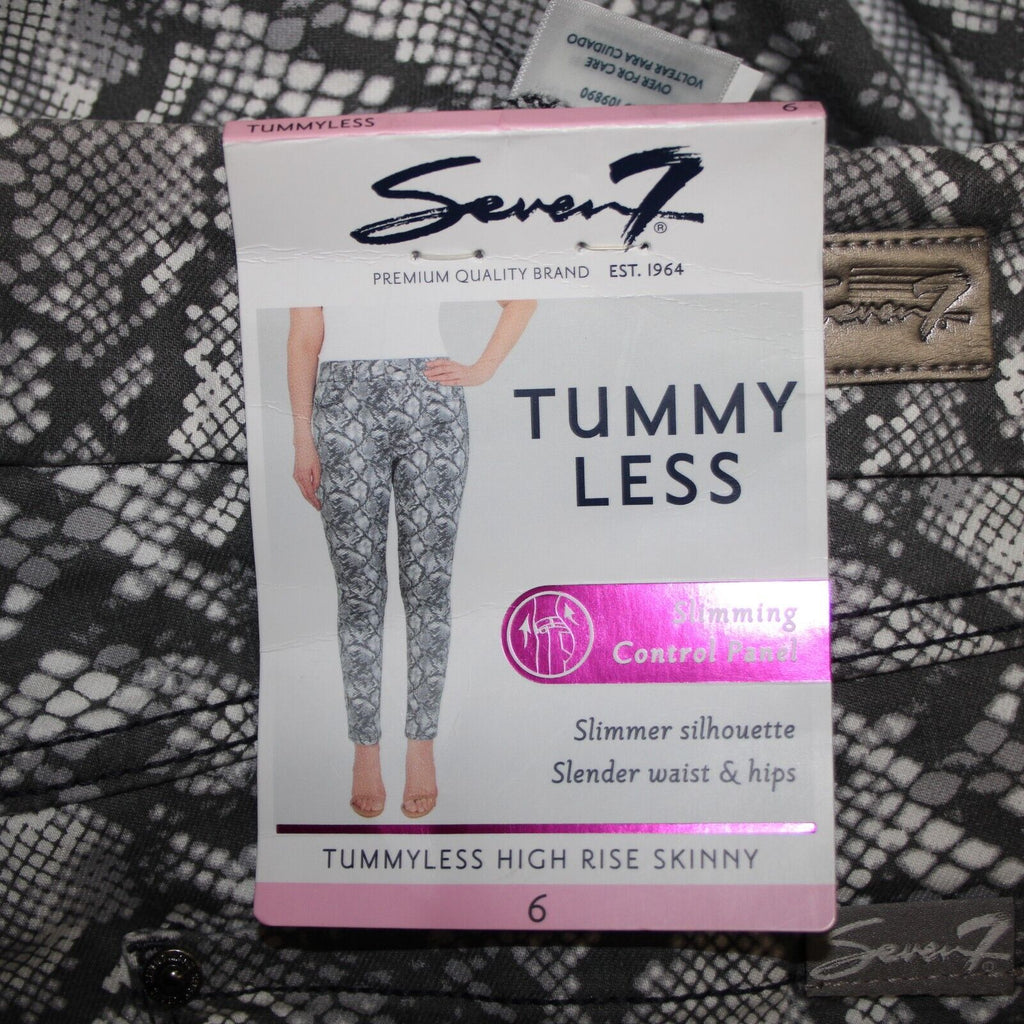 VOLTEAR PARA CUIDADO
OVER FOR CARE
109890
TUMMYLESS 6
Seven7®
PREMIUM QUALITY BRAND EST. 1964
Seven7
TUMMY
LESS
Slimming
Control Panel
Slimmer silhouette
Slender waist & hips
TUMMYLESS HIGH RISE SKINNY
6
Seven7®